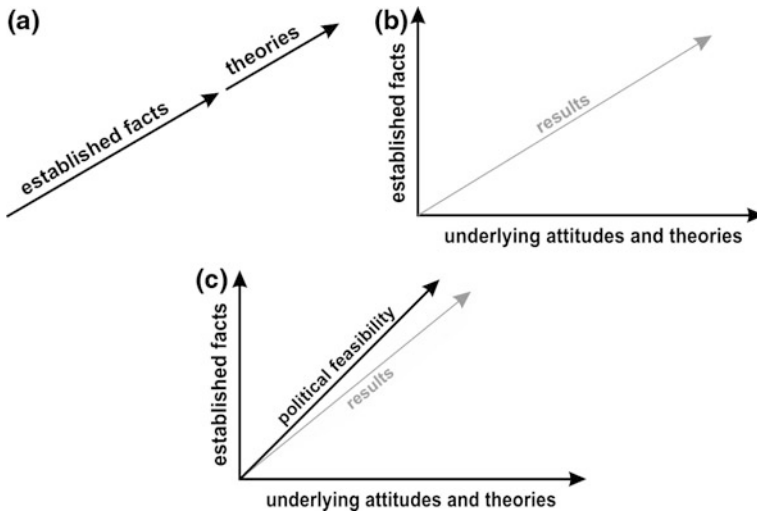 (a)
established facts
theories
(b)
established facts
results
underlying attitudes and theories
(c)
established facts
political feasibility
results
underlying attitudes and theories